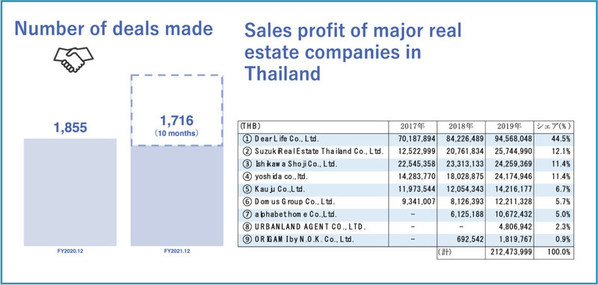 Number of deals made
1,855
1,716
(10 months)
FY2020.12
FY2021.12
Sales profit of major real
estate companies in
Thailand
(THB) 2017年 2018年 2019年 シェア(%)
① Dear Life Co., Ltd. 70,187,894 84,226,489 94,568,048 44.5%
② Suzuki Real Estate Thailand Co., Ltd. 12,522,999 20,761,834 25,744,990 12.1%
③ Ishikawa Shoji Co., Ltd. 22,545,358 23,313,133 24,259,369 11.4%
④ yoshida co., ltd. 14,283,770 18,028,875 24,174,946 11.4%
⑤ Kauju Co., Ltd. 11,973,544 12,054,343 14,216,177 6.7%
⑥ Domus Group Co., Ltd. 9,341,007 8,126,393 12,211,328 5.7%
⑦ alphabet home Co., Ltd. - 6,125,188 10,672,432 5.0%
⑧ URBANLAND AGENT CO., LTD. - - 4,806,942 2.3%
⑨ ORIGAMI by N.O.K. Co., Ltd. - 692,542 1,819,767 0.9%
(計) 212,473,999 100.0%